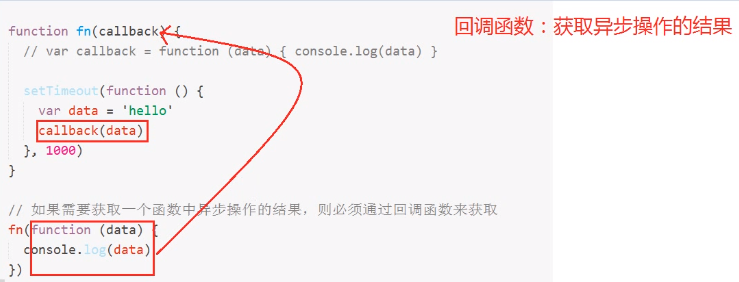 回调函数：获取异步操作的结果
function fn(callback) {
// var callback = function (data) { console.log(data) }
setTimeout(function () {
var data = 'hello'
callback(data)
}, 1000)
}
// 如果需要获取一个函数中异步操作的结果，则必须通过回调函数来获取
fn(function (data) {
console.log(data)
})